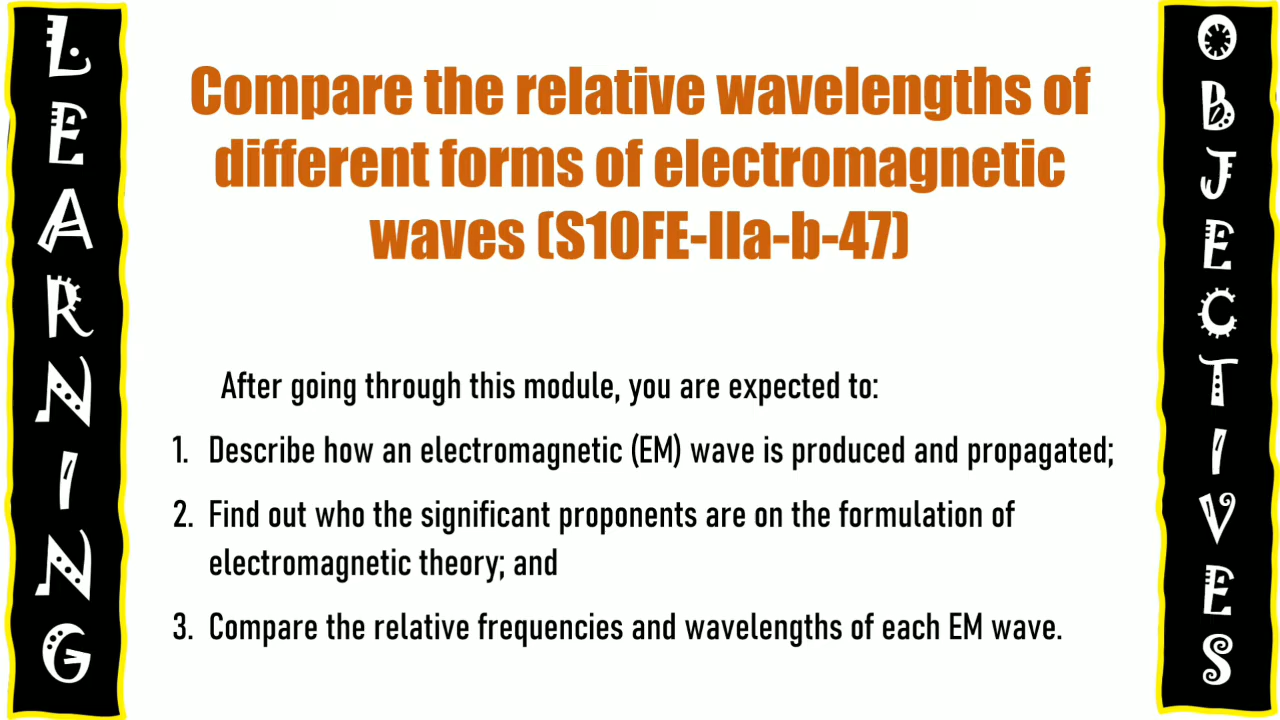 LEARNING
Compare the relative wavelengths of
different forms of electromagnetic
waves (S10FE-IIa-b-47)
After going through this module, you are expected to:
1. Describe how an electromagnetic (EM) wave is produced and propagated;
2. Find out who the significant proponents are on the formulation of
electromagnetic theory; and
3. Compare the relative frequencies and wavelengths of each EM wave.
OBJECTIVES